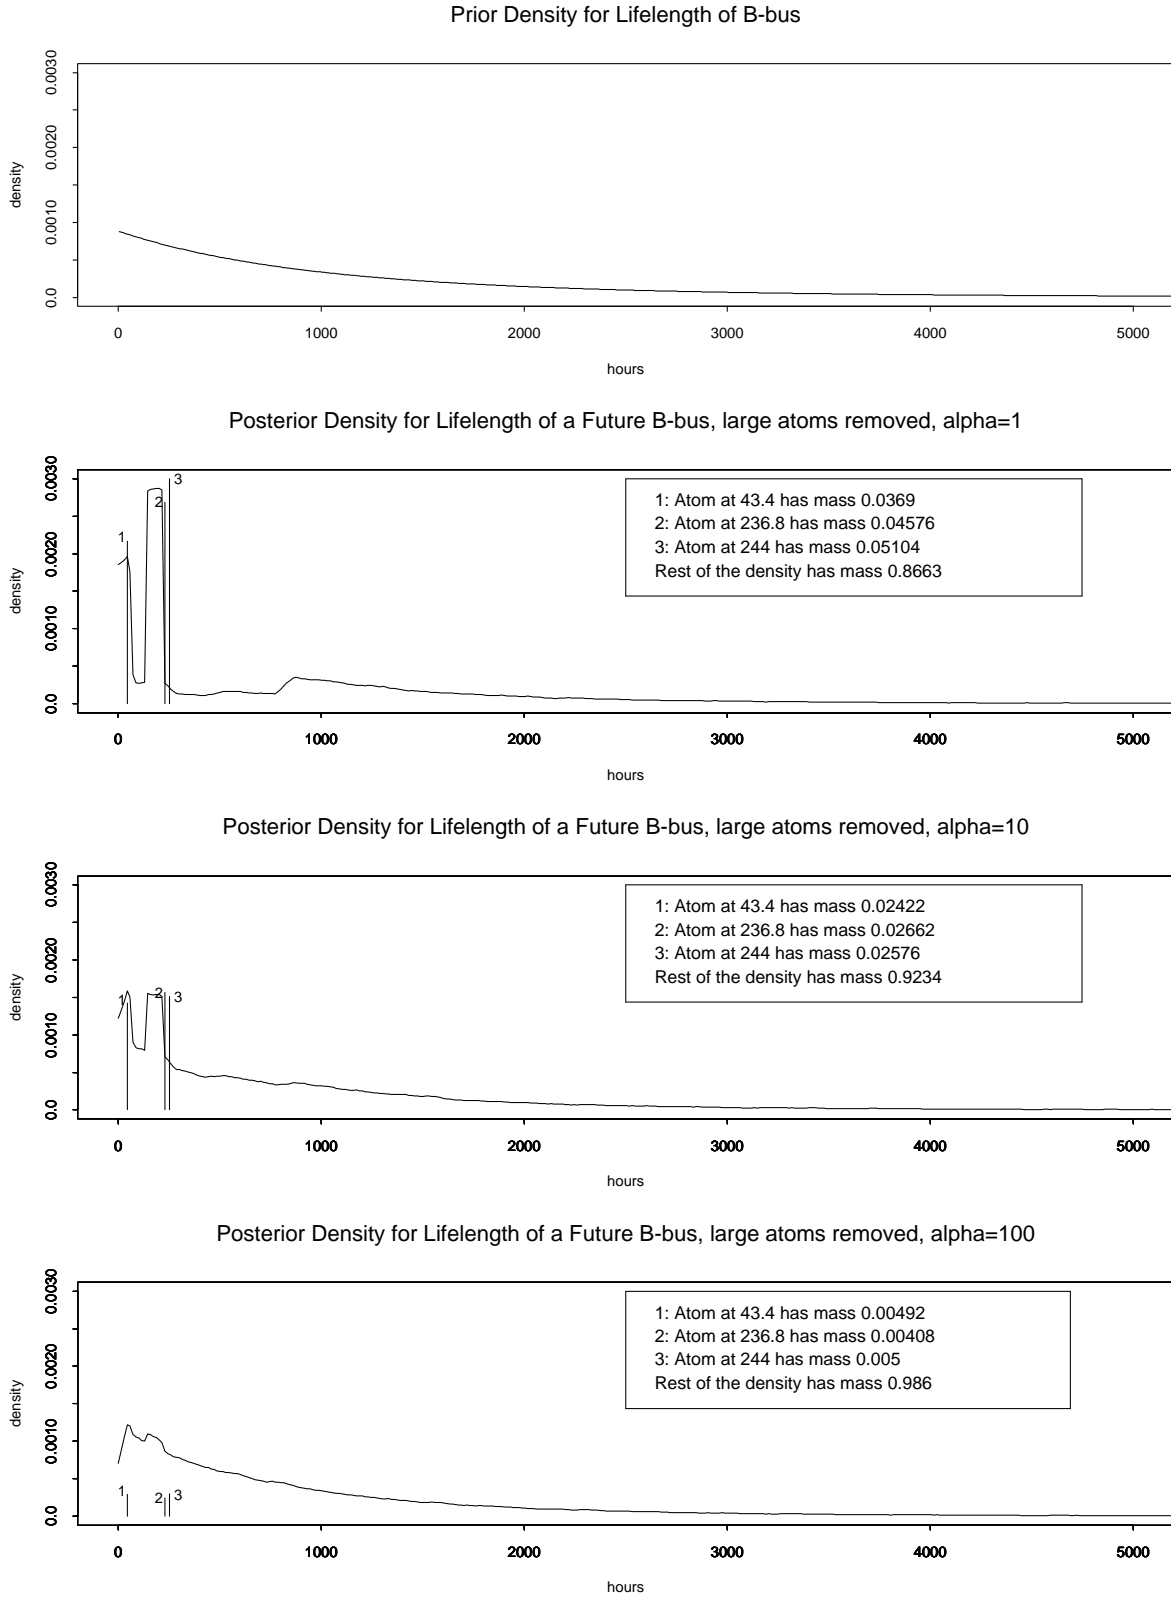 Prior Density for Lifelength of B-bus
density
0.0030
0.0020
0.0010
0.0
0
1000
2000
3000
4000
5000
hours
Posterior Density for Lifelength of a Future B-bus, large atoms removed, alpha=1
density
0.0030
0.0020
0.0010
0.0
1
2
3
1: Atom at 43.4 has mass 0.0369
2: Atom at 236.8 has mass 0.04576
3: Atom at 244 has mass 0.05104
Rest of the density has mass 0.8663
0
1000
2000
3000
4000
5000
hours
Posterior Density for Lifelength of a Future B-bus, large atoms removed, alpha=10
density
0.0030
0.0020
0.0010
0.0
1
2
3
1: Atom at 43.4 has mass 0.02422
2: Atom at 236.8 has mass 0.02662
3: Atom at 244 has mass 0.02576
Rest of the density has mass 0.9234
0
1000
2000
3000
4000
5000
hours
Posterior Density for Lifelength of a Future B-bus, large atoms removed, alpha=100
density
0.0030
0.0020
0.0010
0.0
1
2
3
1: Atom at 43.4 has mass 0.00492
2: Atom at 236.8 has mass 0.00408
3: Atom at 244 has mass 0.005
Rest of the density has mass 0.986
0
1000
2000
3000
4000
5000
hours